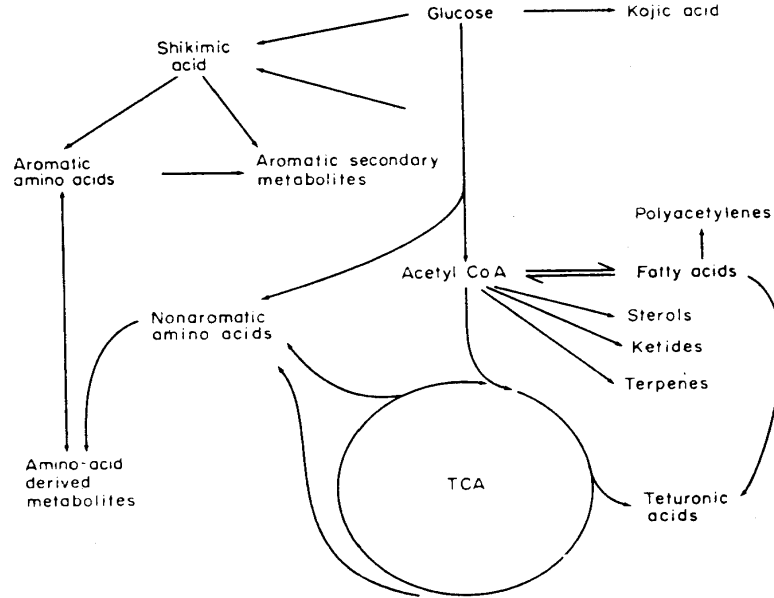 Glucose
Kojic acid
Shikimic
acid
Aromatic
amino acids
Aromatic secondary
metabolites
Polyacetylenes
Acetyl CoA
Fatty acids
Sterols
Ketides
Terpenes
Nonaromatic
amino acids
Amino-acid
derived
metabolites
TCA
Teturonic
acids